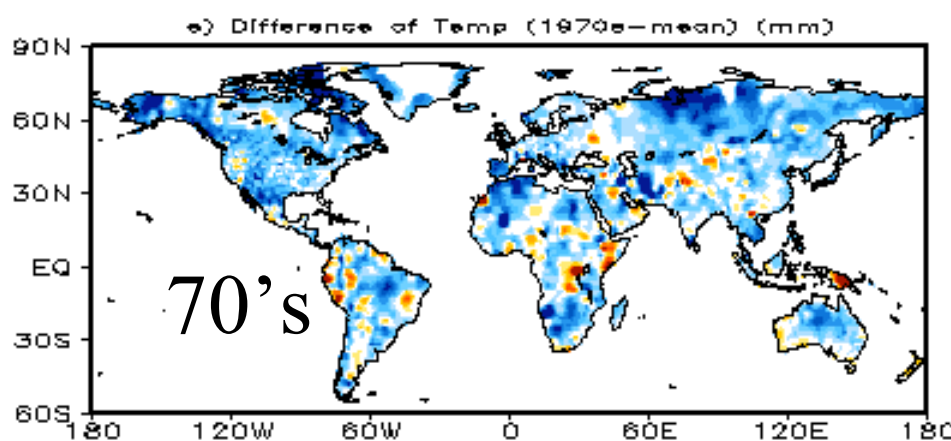 e) Difference of Temp (1970s-mean) (mm)
90N
60N
30N
EQ
30S
60S
70's
180 120W 60W 0 60E 120E 180